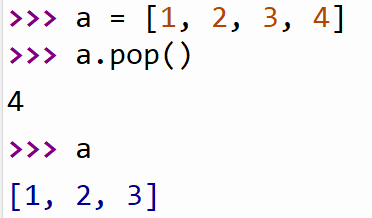 >>> a = [1, 2, 3, 4]
>>> a.pop()
4
>>> a
[1, 2, 3]